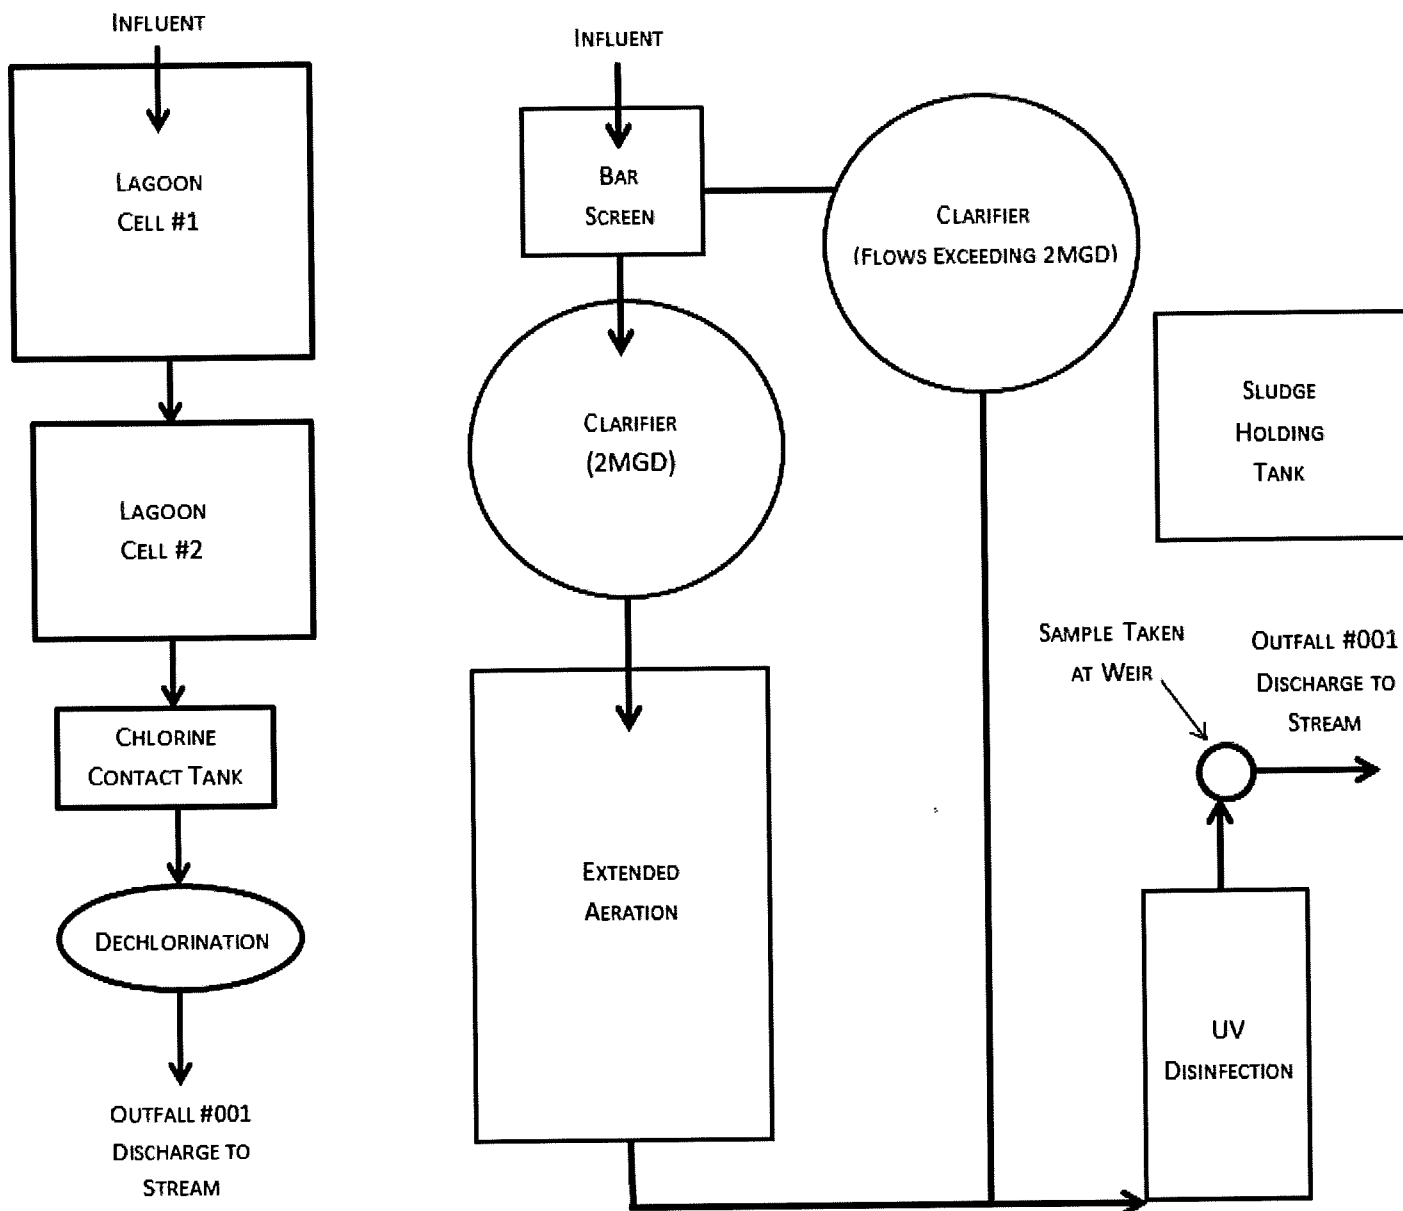 INFLUENT
LAGOON
CELL #1
LAGOON
CELL #2
CHLORINE
CONTACT TANK
DECHLORINATION
OUTFALL #001
DISCHARGE TO
STREAM
INFLUENT
BAR
SCREEN
CLARIFIER
(FLOWS EXCEEDING 2MGD)
CLARIFIER
(2MGD)
EXTENDED
AERATION
SLUDGE
HOLDING
TANK
SAMPLE TAKEN
AT WEIR
OUTFALL #001
DISCHARGE TO
STREAM
UV
DISINFECTION